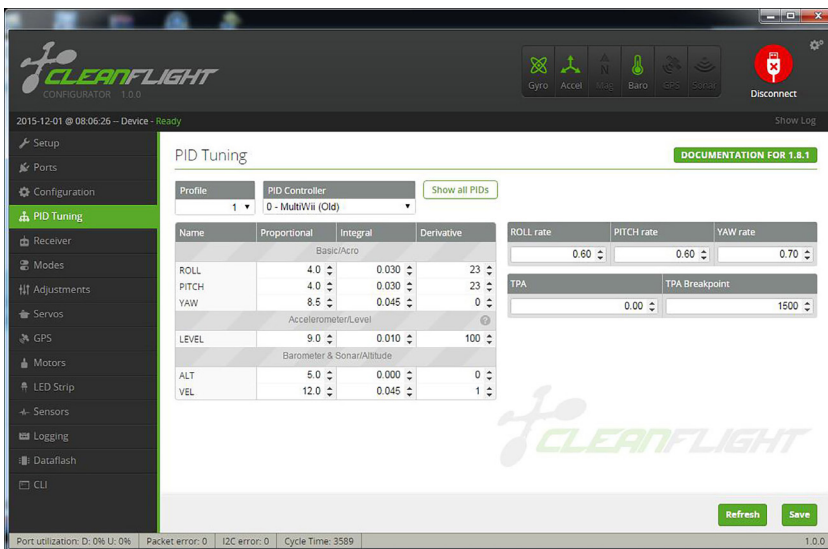 CLEANFLIGHT
CONFIGURATOR 1.0.0
Gyro Accel Mag Baro GPS Sonar
Disconnect
2015-12-01 @ 08:06:26 -- Device - Ready
Show Log
Setup
Ports
Configuration
PID Tuning
Receiver
Modes
Adjustments
Servos
GPS
Motors
LED Strip
Sensors
Logging
Dataflash
CLI
PID Tuning
DOCUMENTATION FOR 1.8.1
Profile PID Controller Show all PIDs
1 0 - MultiWii (Old)
Name Proportional Integral Derivative
Basic/Acro
ROLL 4.0 0.030 23
PITCH 4.0 0.030 23
YAW 8.5 0.045 0
Accelerometer/Level ?
LEVEL 9.0 0.010 100
Barometer & Sonar/Altitude
ALT 5.0 0.000 0
VEL 12.0 0.045 1
ROLL rate PITCH rate YAW rate
0.60 0.60 0.70
TPA TPA Breakpoint
0.00 1500
CLEANFLIGHT
Refresh Save
Port utilization: D: 0% U: 0% Packet error: 0 I2C error: 0 Cycle Time: 3589 1.0.0